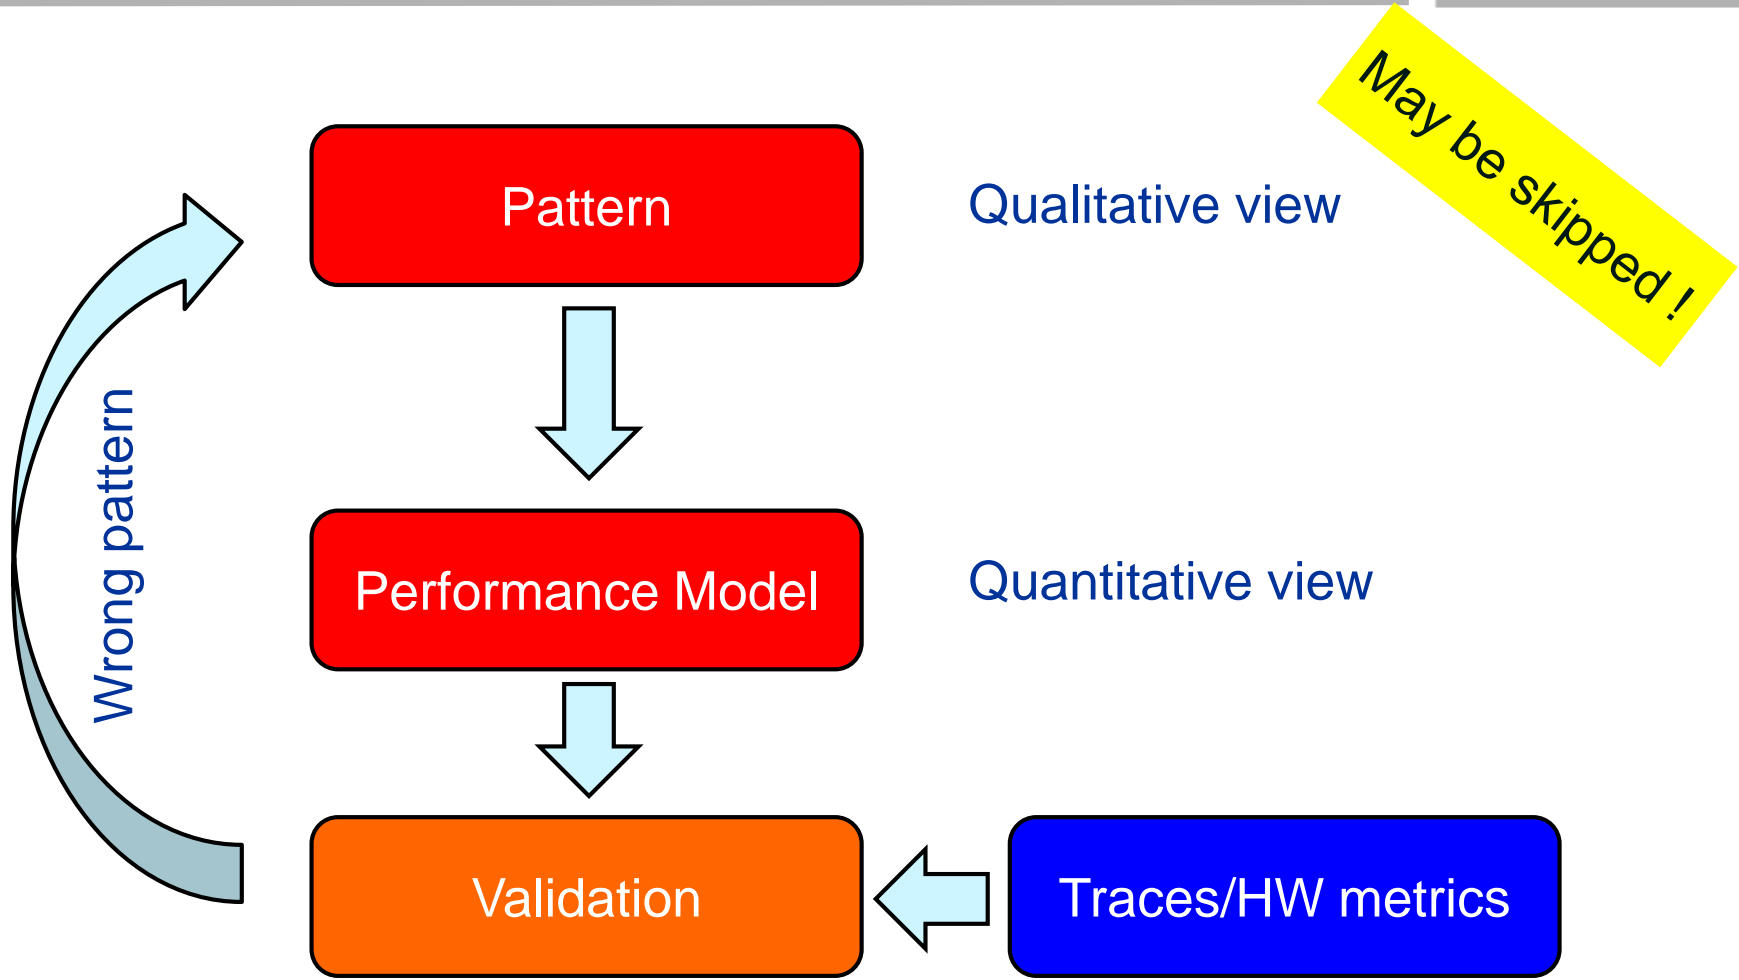 May be skipped !
Pattern
Qualitative view
Wrong pattern
Performance Model
Quantitative view
Validation
Traces/HW metrics